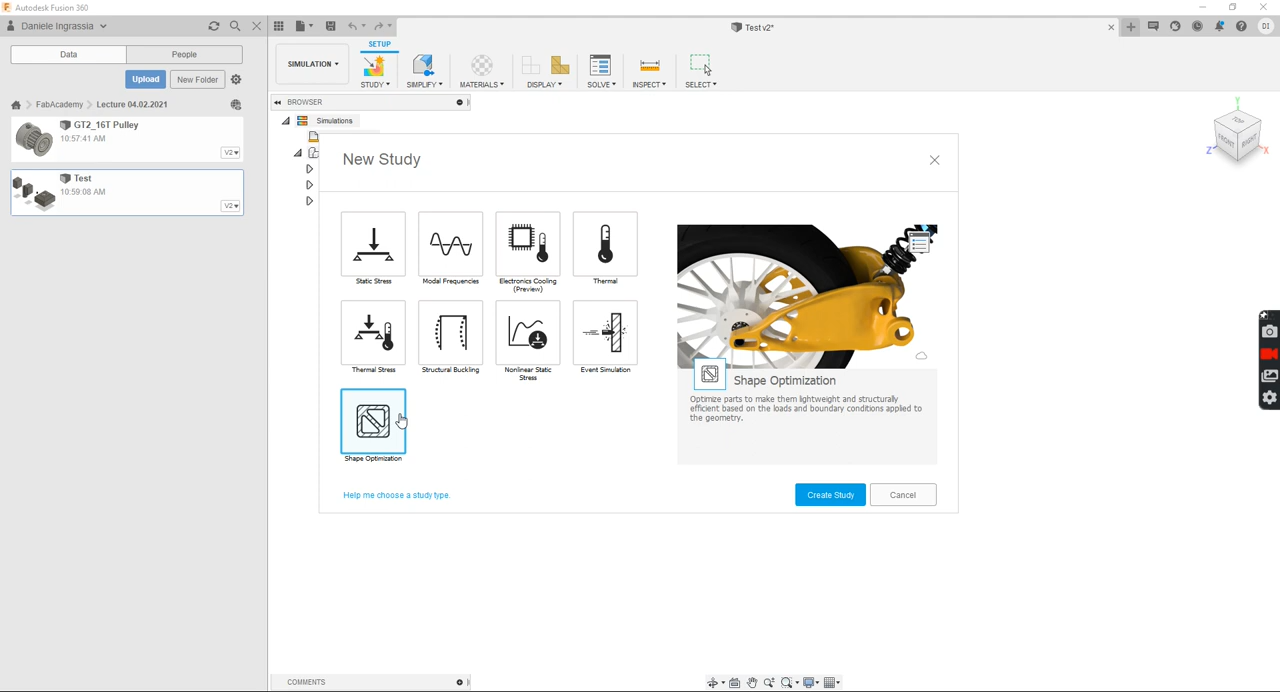 Autodesk Fusion 360
Daniele Ingrassia
Test v2*
DI
Data
People
Upload
New Folder
FabAcademy
Lecture 04.02.2021
GT2_16T Pulley
10:57:41 AM
V2▾
Test
10:59:08 AM
V2▾
SETUP
SIMULATION ▾
STUDY ▾
SIMPLIFY ▾
MATERIALS ▾
DISPLAY ▾
SOLVE ▾
INSPECT ▾
SELECT ▾
BROWSER
Simulations
TOP
FRONT
RIGHT
Y
Z
X
New Study
Static Stress
Modal Frequencies
Electronics Cooling
(Preview)
Thermal
Thermal Stress
Structural Buckling
Nonlinear Static
Stress
Event Simulation
Shape Optimization
Shape Optimization
Optimize parts to make them lightweight and structurally
efficient based on the loads and boundary conditions applied to
the geometry.
Help me choose a study type.
Create Study
Cancel
COMMENTS